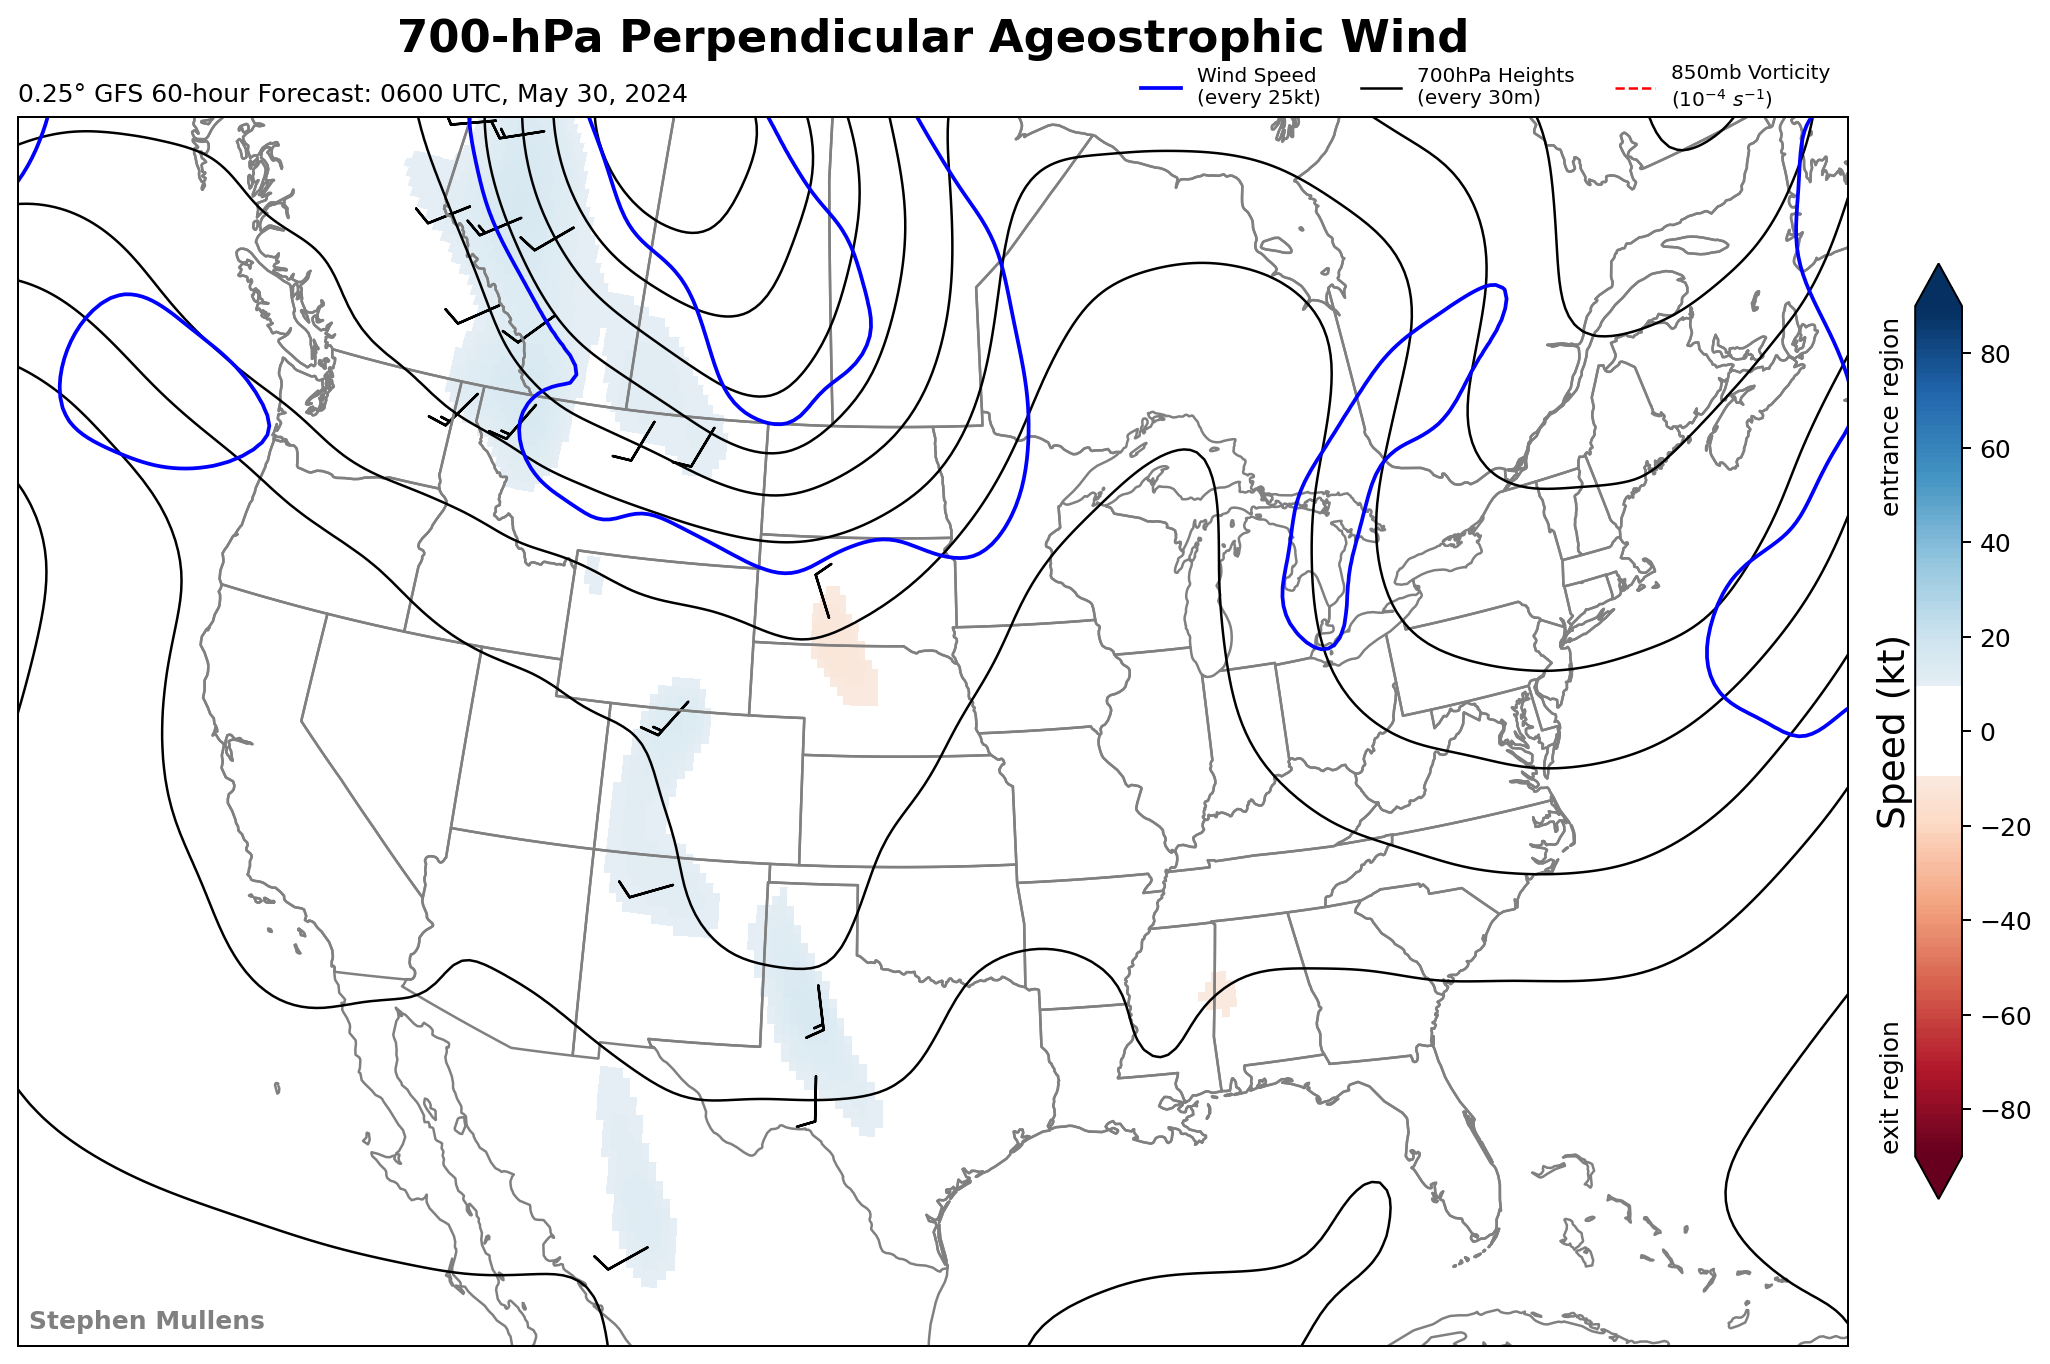 700-hPa Perpendicular Ageostrophic Wind
0.25° GFS 60-hour Forecast: 0600 UTC, May 30, 2024
Wind Speed
(every 25kt)
700hPa Heights
(every 30m)
850mb Vorticity
(10⁻⁴ s⁻¹)
entrance region
Speed (kt)
exit region
80
60
40
20
0
−20
−40
−60
−80
Stephen Mullens